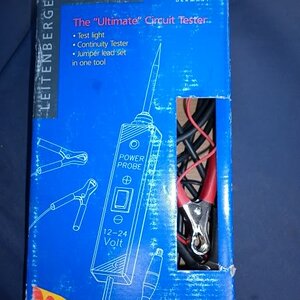 LEITENBERGE
The "Ultimate" Circuit Tester
• Test light
• Continuity Tester
• Jumper lead set
in one tool
POWER
PROBE
12-24
Volt